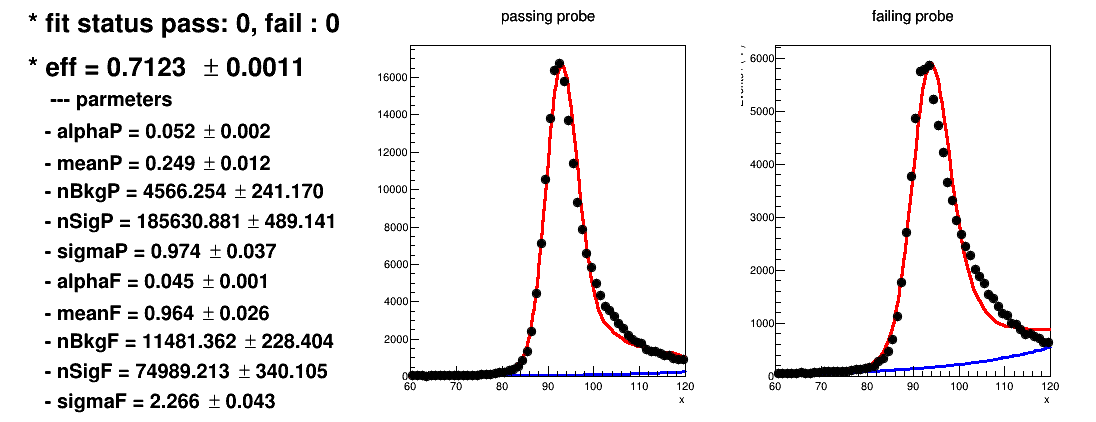 * fit status pass: 0, fail : 0
* eff = 0.7123 ± 0.0011
--- parmeters
- alphaP = 0.052 ± 0.002
- meanP = 0.249 ± 0.012
- nBkgP = 4566.254 ± 241.170
- nSigP = 185630.881 ± 489.141
- sigmaP = 0.974 ± 0.037
- alphaF = 0.045 ± 0.001
- meanF = 0.964 ± 0.026
- nBkgF = 11481.362 ± 228.404
- nSigF = 74989.213 ± 340.105
- sigmaF = 2.266 ± 0.043
passing probe
16000
14000
12000
10000
8000
6000
4000
2000
0
60 70 80 90 100 110 120
x
failing probe
6000
5000
4000
3000
2000
1000
0
60 70 80 90 100 110 120
x